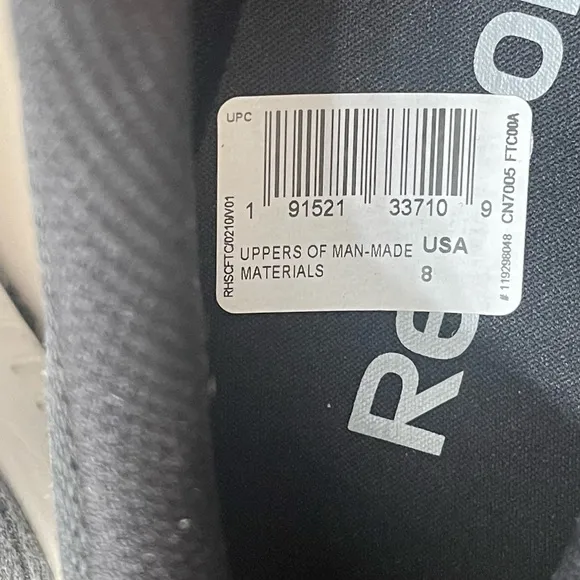 UPC
1 91521 33710 9
UPPERS OF MAN-MADE USA
MATERIALS 8
RHSCFTC/0210/V01
# 119298048 CN7005 FTC00A
Reebok